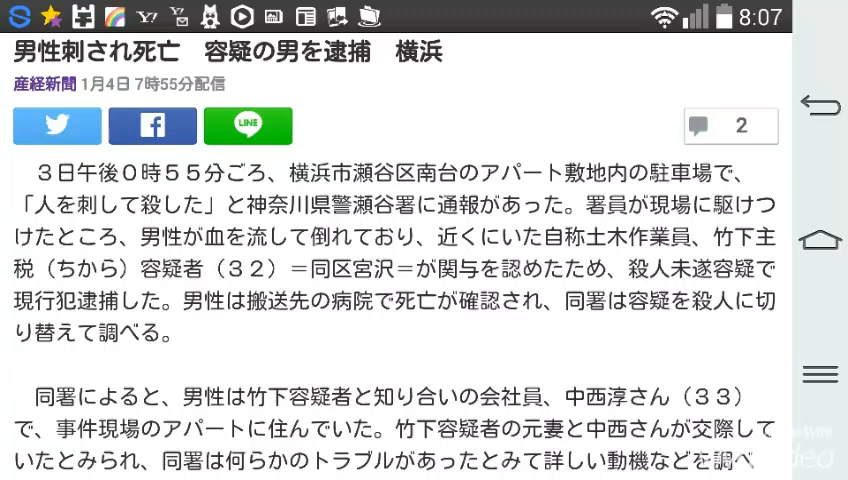 8:07
男性刺され死亡　容疑の男を逮捕　横浜
産経新聞 1月4日 7時55分配信
LINE
2
３日午後０時５５分ごろ、横浜市瀬谷区南台のアパート敷地内の駐車場で、
「人を刺して殺した」と神奈川県警瀬谷署に通報があった。署員が現場に駆けつ
けたところ、男性が血を流して倒れており、近くにいた自称土木作業員、竹下主
税（ちから）容疑者（３２）＝同区宮沢＝が関与を認めたため、殺人未遂容疑で
現行犯逮捕した。男性は搬送先の病院で死亡が確認され、同署は容疑を殺人に切
り替えて調べる。
同署によると、男性は竹下容疑者と知り合いの会社員、中西淳さん（３３）
で、事件現場のアパートに住んでいた。竹下容疑者の元妻と中西さんが交際して
いたとみられ、同署は何らかのトラブルがあったとみて詳しい動機などを調べ